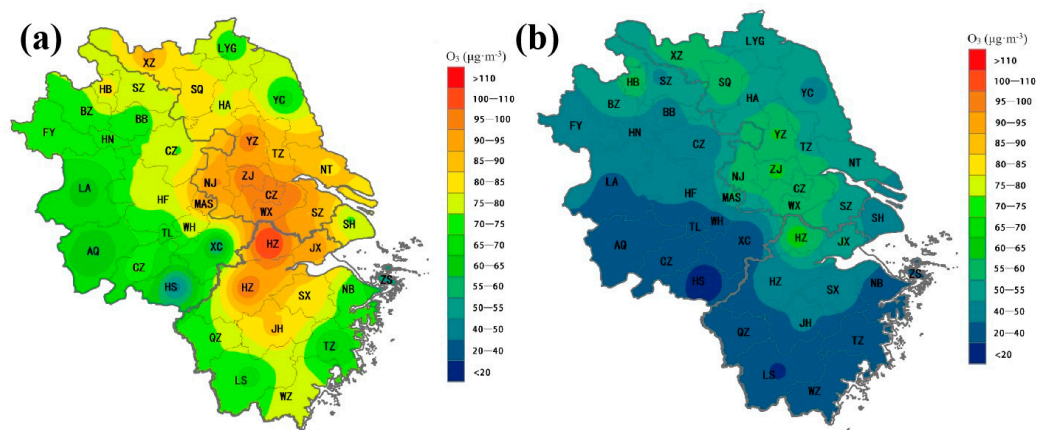 (a)
O₃ (μg·m⁻³)
>110
100—110
95—100
90—95
85—90
80—85
75—80
70—75
65—70
60—65
55—60
50—55
40—50
20—40
<20
XZ
LYG
HB
SZ
SQ
YC
BZ
BB
HA
FY
HN
YZ
TZ
CZ
NT
ZJ
LA
NJ
CZ
HF
MAS
WX
SZ
SH
WH
TL
XC
HZ
JX
AQ
CZ
HS
HZ
SX
NB
ZS
JH
QZ
TZ
LS
WZ
(b)
O₃ (μg·m⁻³)
>110
100—110
95—100
90—95
80—85
80—85
75—80
70—75
65—70
60—65
55—60
50—55
40—50
20—40
<20
LYG
XZ
HB
SZ
SQ
YC
BZ
BB
HA
FY
HN
YZ
TZ
CZ
NT
ZJ
LA
NJ
CZ
HF
MAS
WX
SZ
SH
WH
TL
XC
HZ
JX
AQ
CZ
HS
HZ
SX
NB
ZS
JH
QZ
TZ
LS
WZ